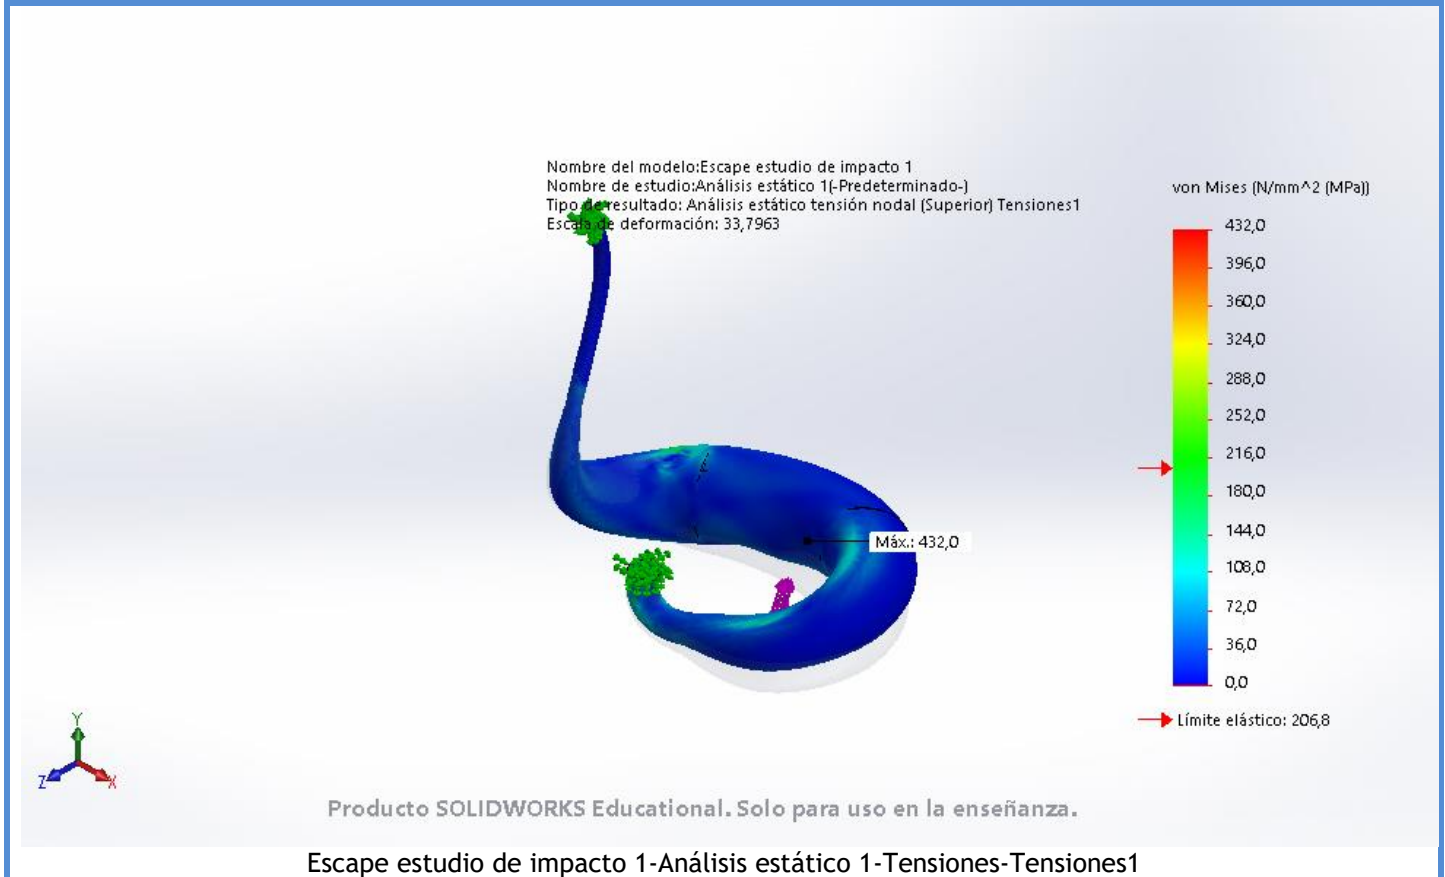 Nombre del modelo:Escape estudio de impacto 1
Nombre de estudio:Análisis estático 1(-Predeterminado-)
Tipo de resultado: Análisis estático tensión nodal (Superior) Tensiones1
Escala de deformación: 33,7963
von Mises (N/mm^2 (MPa))
432,0
396,0
360,0
324,0
288,0
252,0
216,0
180,0
144,0
108,0
72,0
36,0
0,0
Límite elástico: 206,8
Máx.: 432,0
Y
Z
X
Producto SOLIDWORKS Educational. Solo para uso en la enseñanza.
Escape estudio de impacto 1-Análisis estático 1-Tensiones-Tensiones1